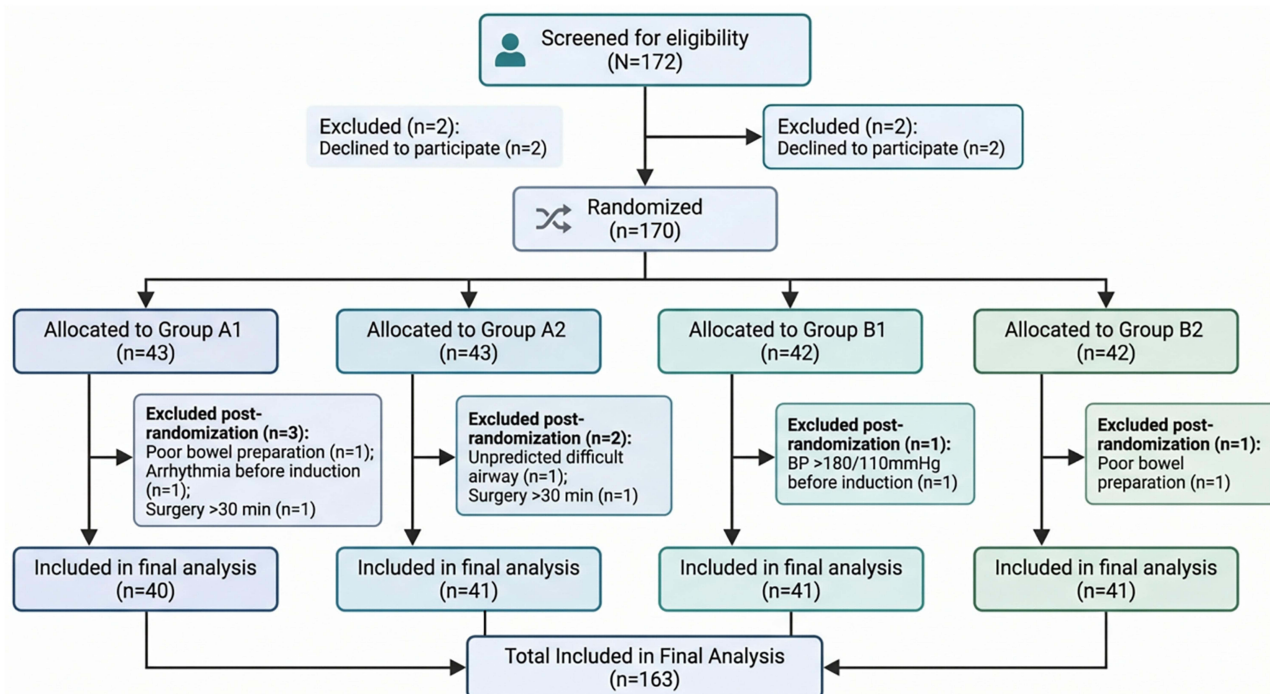 Screened for eligibility
(N=172)
Excluded (n=2):
Declined to participate (n=2)
Excluded (n=2):
Declined to participate (n=2)
Randomized
(n=170)
Allocated to Group A1
(n=43)
Allocated to Group A2
(n=43)
Allocated to Group B1
(n=42)
Allocated to Group B2
(n=42)
Excluded post-
randomization (n=3):
Poor bowel preparation (n=1);
Arrhythmia before induction
(n=1);
Surgery >30 min (n=1)
Excluded post-
randomization (n=2):
Unpredicted difficult
airway (n=1);
Surgery >30 min (n=1)
Excluded post-
randomization (n=1):
BP >180/110mmHg
before induction (n=1)
Excluded post-
randomization (n=1):
Poor bowel
preparation (n=1)
Included in final analysis
(n=40)
Included in final analysis
(n=41)
Included in final analysis
(n=41)
Included in final analysis
(n=41)
Total Included in Final Analysis
(n=163)